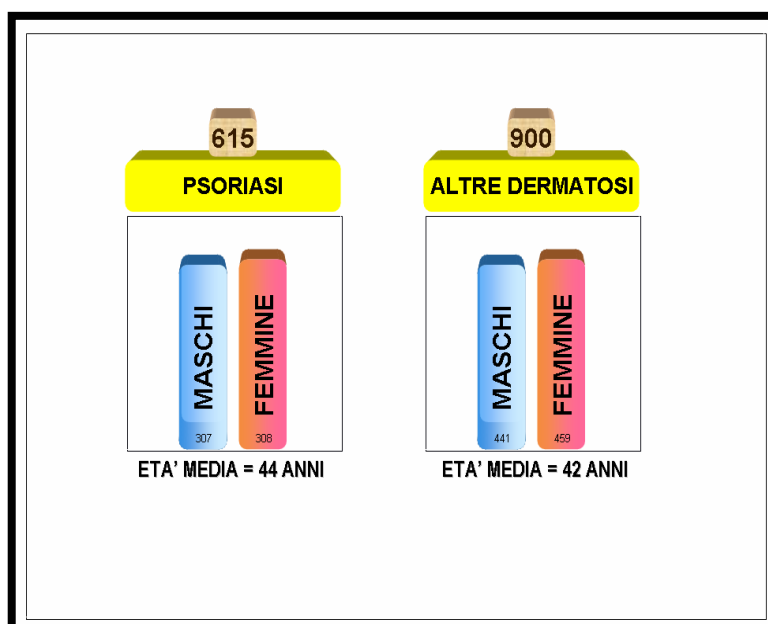 615
PSORIASI
MASCHI
307
FEMMINE
308
ETA' MEDIA = 44 ANNI
900
ALTRE DERMATOSI
MASCHI
441
FEMMINE
459
ETA' MEDIA = 42 ANNI